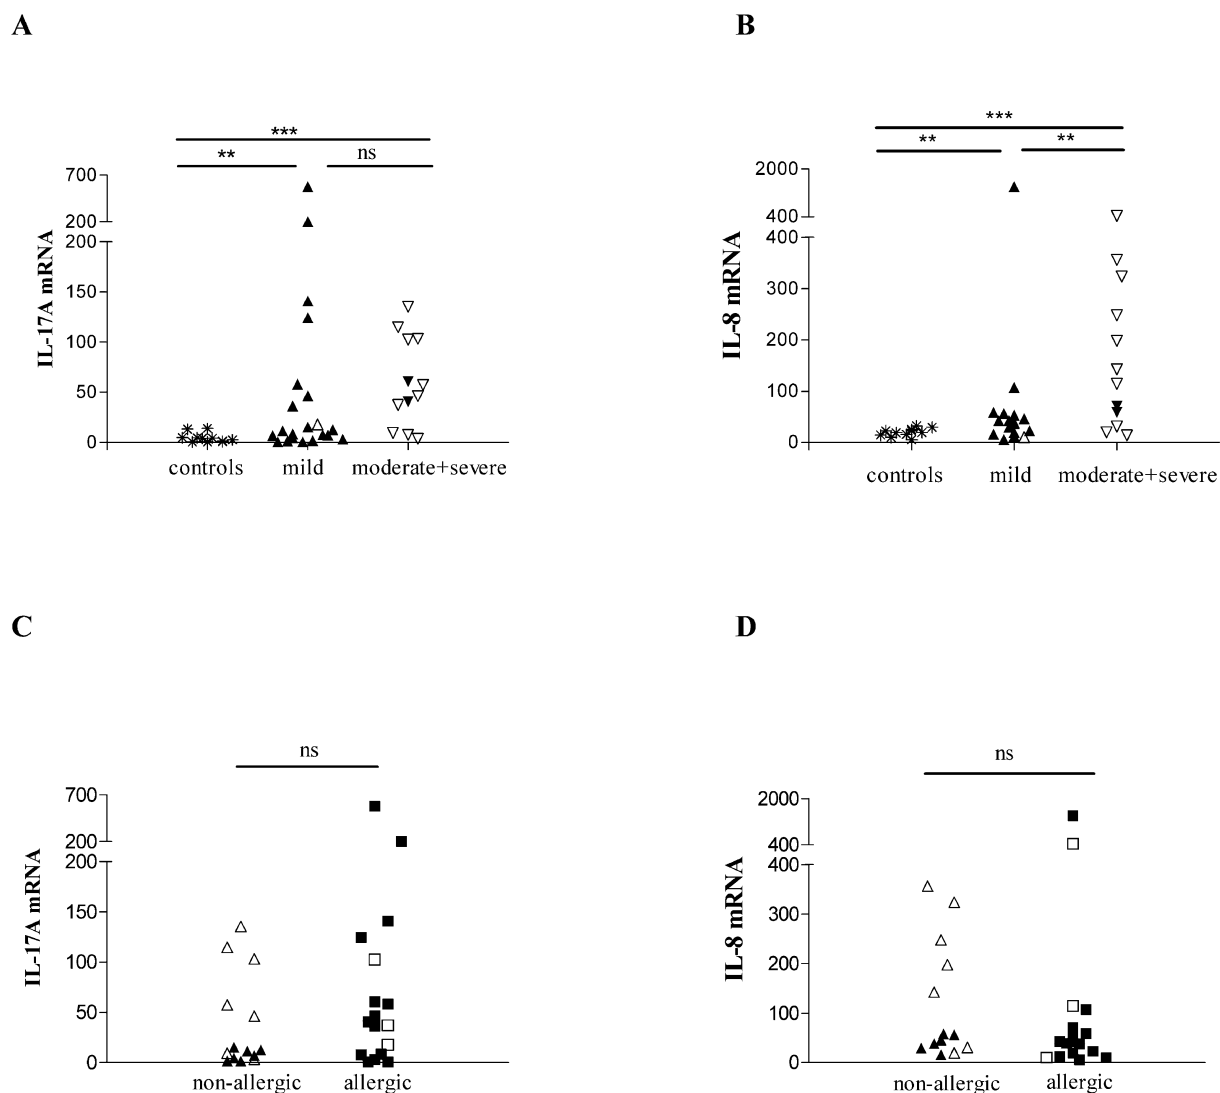 A
B
***
**
ns
700
200
200
150
100
50
0
IL-17A mRNA
controls
mild
moderate+severe
***
**
**
2000
400
400
300
200
100
0
IL-8 mRNA
controls
mild
moderate+severe
C
D
ns
700
200
200
150
100
50
0
IL-17A mRNA
non-allergic
allergic
ns
2000
400
400
300
200
100
0
IL-8 mRNA
non-allergic
allergic